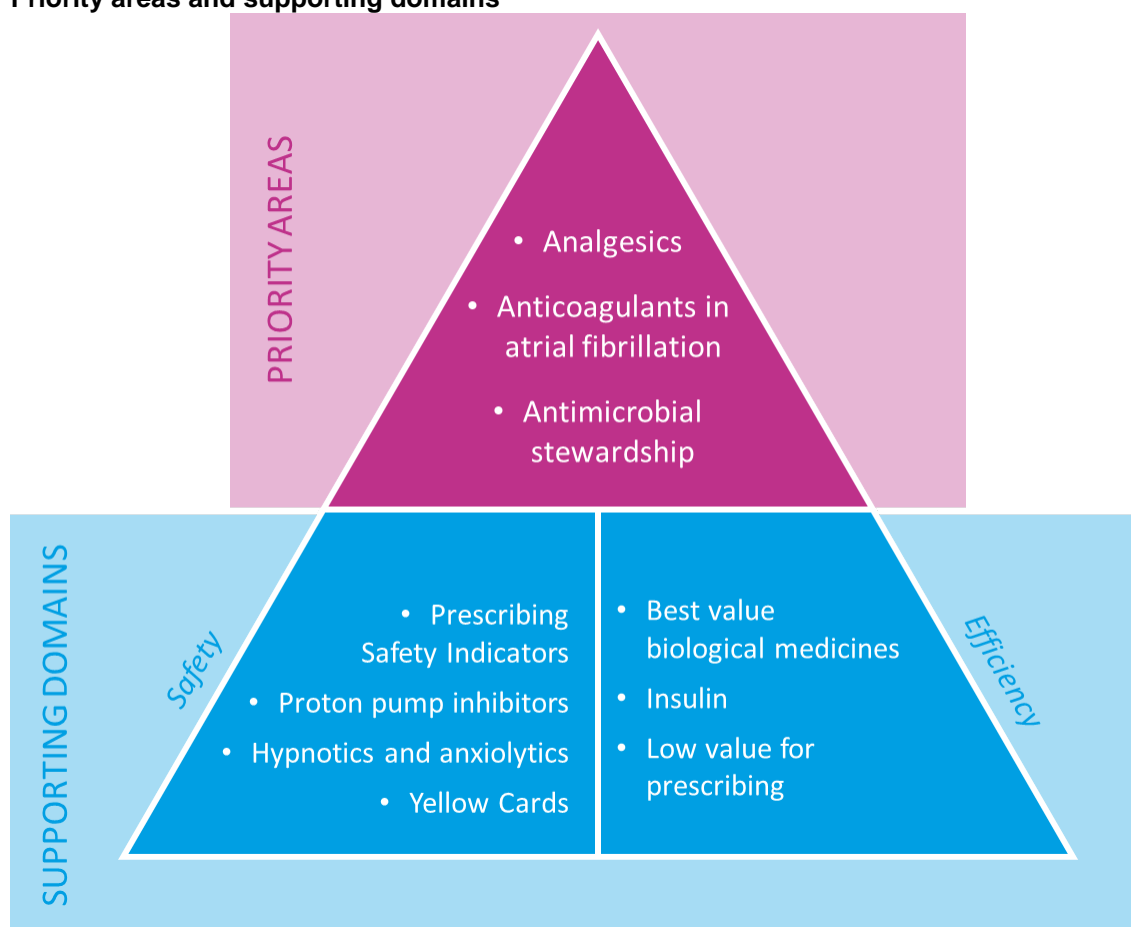 Priority areas and supporting domains
PRIORITY AREAS
• Analgesics
• Anticoagulants in
atrial fibrillation
• Antimicrobial
stewardship
SUPPORTING DOMAINS
Safety
• Prescribing
Safety Indicators
• Proton pump inhibitors
• Hypnotics and anxiolytics
• Yellow Cards
• Best value
biological medicines
• Insulin
• Low value for
prescribing
Efficiency